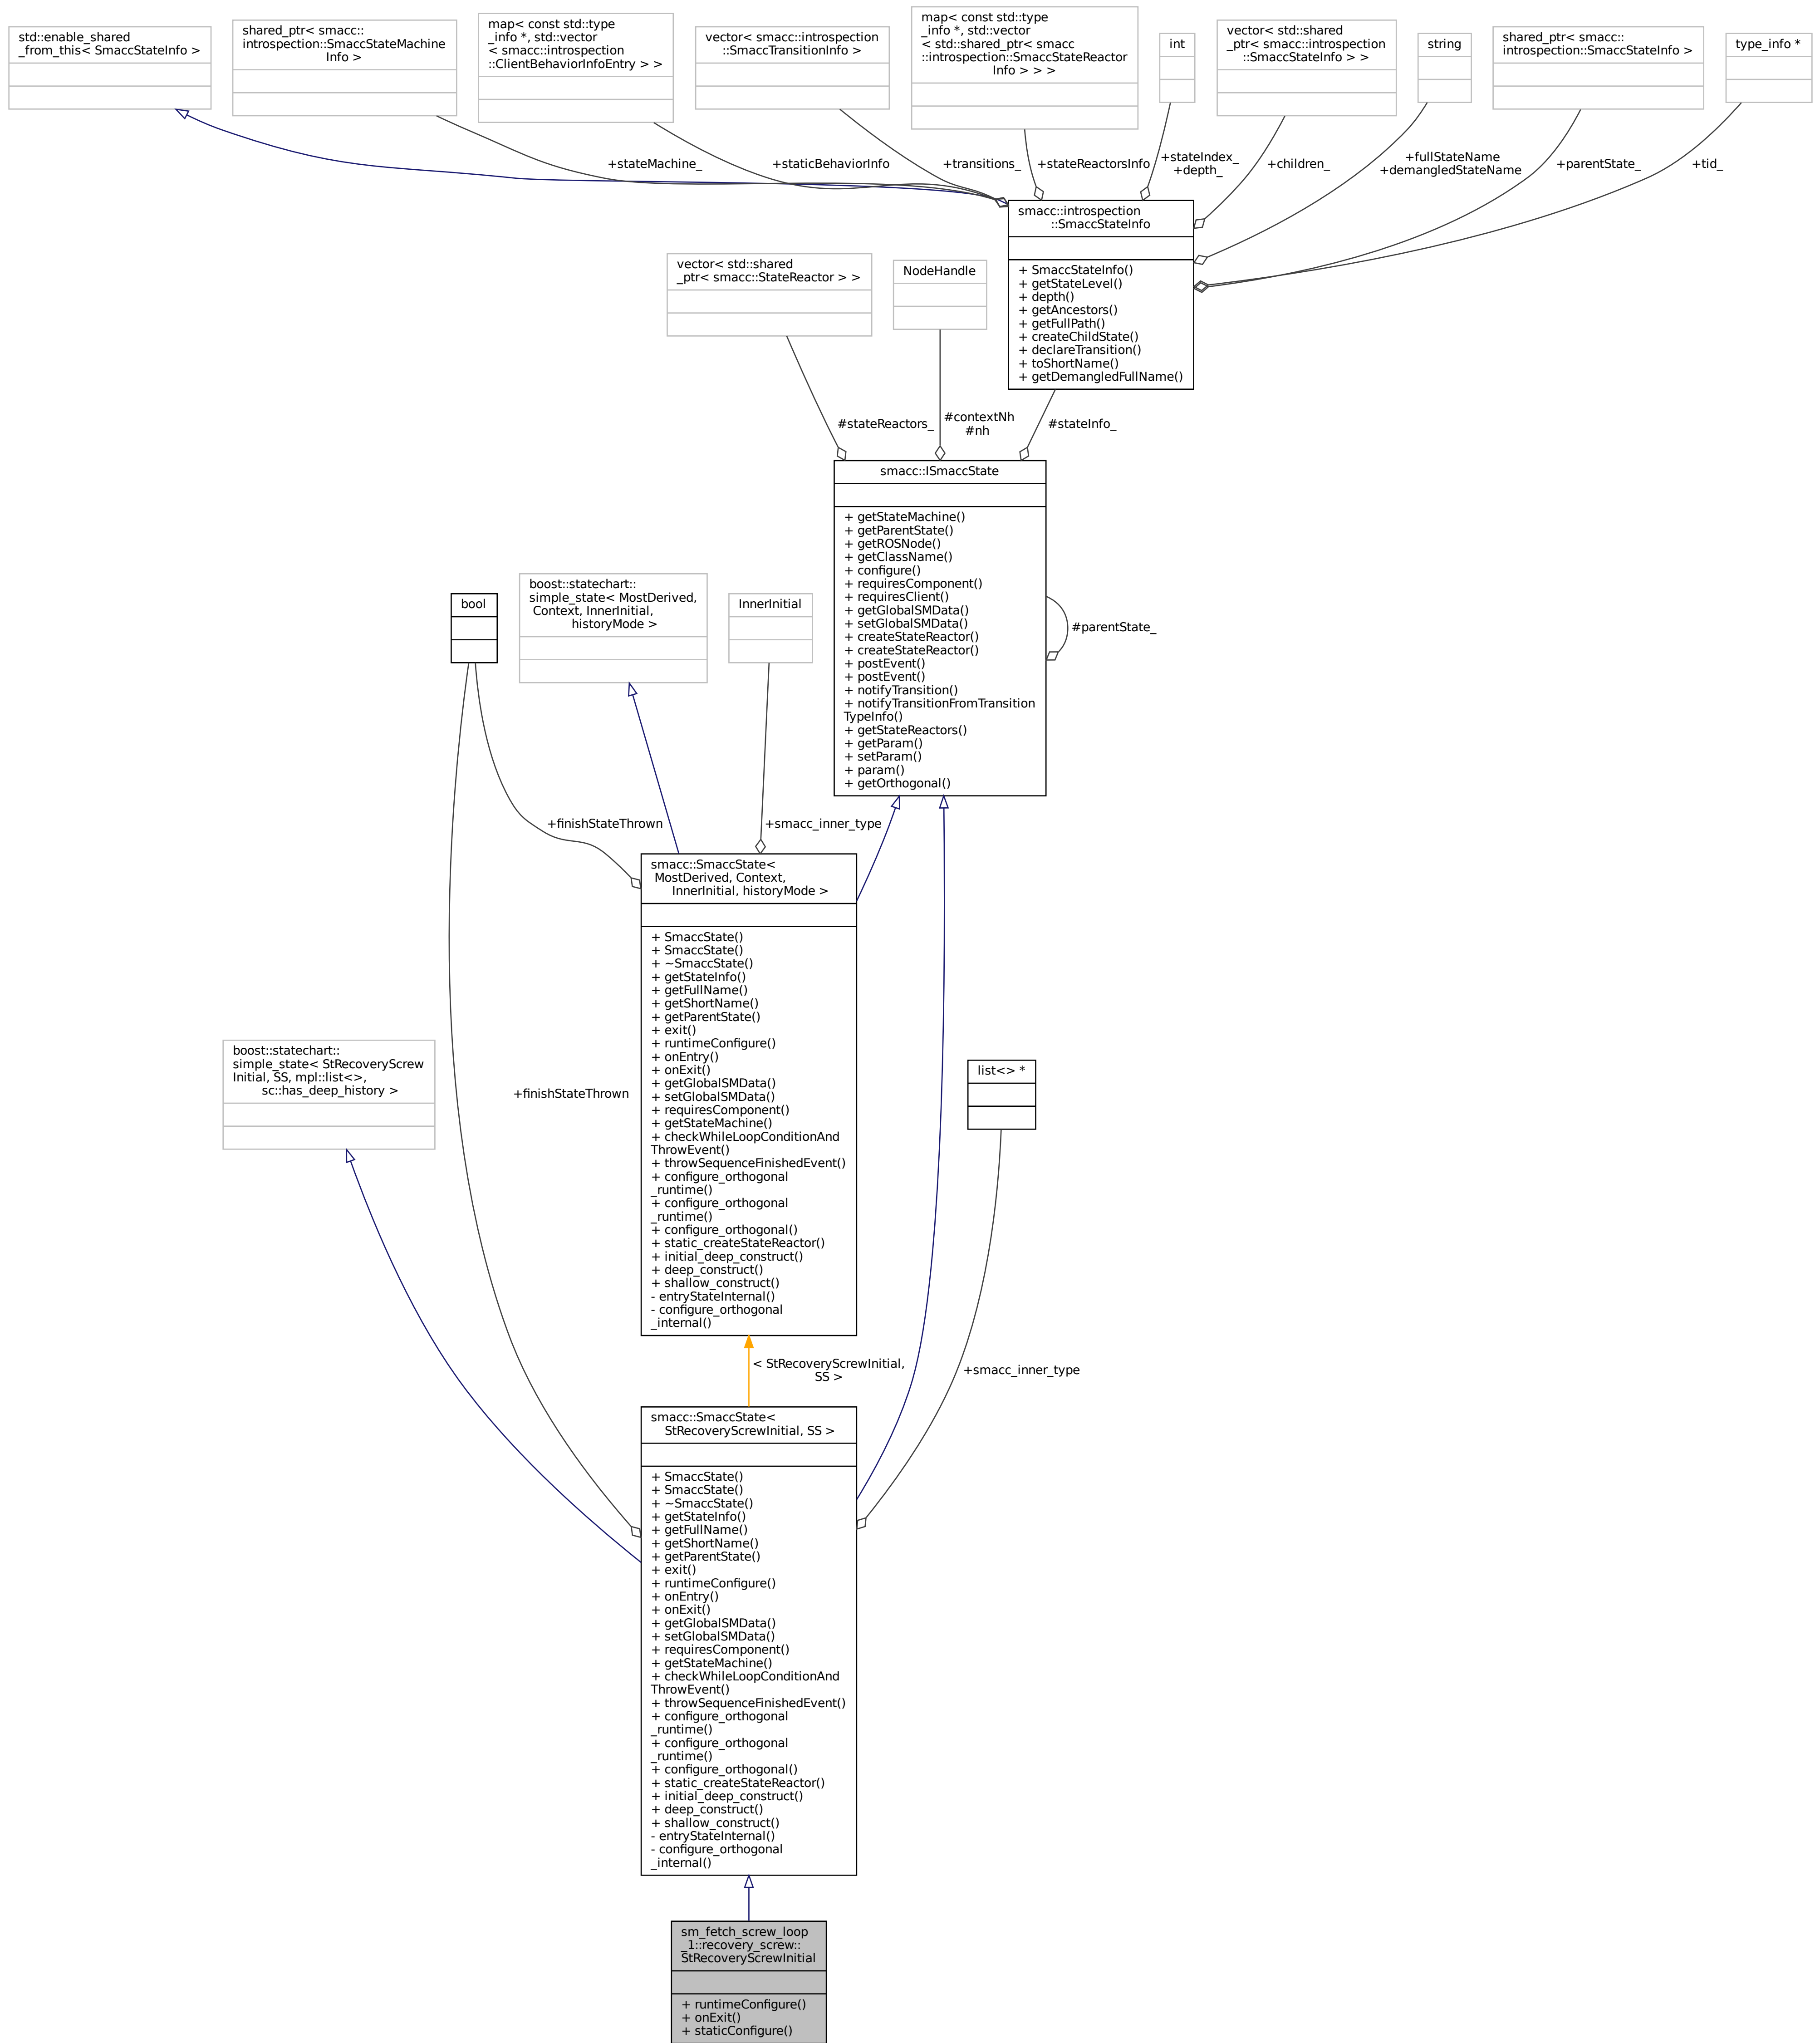 std::enable_shared
_from_this< SmaccStateInfo >
shared_ptr< smacc::
introspection::SmaccStateMachine
Info >
map< const std::type
_info *, std::vector
< smacc::introspection
::ClientBehaviorInfoEntry > >
vector< smacc::introspection
::SmaccTransitionInfo >
map< const std::type
_info *, std::vector
< std::shared_ptr< smacc
::introspection::SmaccStateReactor
Info > > >
int
vector< std::shared
_ptr< smacc::introspection
::SmaccStateInfo > >
string
shared_ptr< smacc::
introspection::SmaccStateInfo >
type_info *
+stateMachine_
+staticBehaviorInfo
+transitions_
+stateReactorsInfo
+stateIndex_
+depth_
+children_
+fullStateName
+demangledStateName
+parentState_
+tid_
smacc::introspection
::SmaccStateInfo
+ SmaccStateInfo()
+ getStateLevel()
+ depth()
+ getAncestors()
+ getFullPath()
+ createChildState()
+ declareTransition()
+ toShortName()
+ getDemangledFullName()
vector< std::shared
_ptr< smacc::StateReactor > >
NodeHandle
#stateReactors_
#contextNh
#nh
#stateInfo_
smacc::ISmaccState
+ getStateMachine()
+ getParentState()
+ getROSNode()
+ getClassName()
+ configure()
+ requiresComponent()
+ requiresClient()
+ getGlobalSMData()
+ setGlobalSMData()
+ createStateReactor()
+ createStateReactor()
+ postEvent()
+ postEvent()
+ notifyTransition()
+ notifyTransitionFromTransition
TypeInfo()
+ getStateReactors()
+ getParam()
+ setParam()
+ param()
+ getOrthogonal()
#parentState_
bool
boost::statechart::
simple_state< MostDerived,
Context, InnerInitial,
historyMode >
InnerInitial
+finishStateThrown
+smacc_inner_type
smacc::SmaccState<
MostDerived, Context,
InnerInitial, historyMode >
+ SmaccState()
+ SmaccState()
+ ~SmaccState()
+ getStateInfo()
+ getFullName()
+ getShortName()
+ getParentState()
+ exit()
+ runtimeConfigure()
+ onEntry()
+ onExit()
+ getGlobalSMData()
+ setGlobalSMData()
+ requiresComponent()
+ getStateMachine()
+ checkWhileLoopConditionAnd
ThrowEvent()
+ throwSequenceFinishedEvent()
+ configure_orthogonal
_runtime()
+ configure_orthogonal
_runtime()
+ configure_orthogonal()
+ static_createStateReactor()
+ initial_deep_construct()
+ deep_construct()
+ shallow_construct()
- entryStateInternal()
- configure_orthogonal
_internal()
boost::statechart::
simple_state< StRecoveryScrew
Initial, SS, mpl::list<>,
sc::has_deep_history >
+finishStateThrown
list<> *
< StRecoveryScrewInitial,
SS >
+smacc_inner_type
smacc::SmaccState<
StRecoveryScrewInitial, SS >
+ SmaccState()
+ SmaccState()
+ ~SmaccState()
+ getStateInfo()
+ getFullName()
+ getShortName()
+ getParentState()
+ exit()
+ runtimeConfigure()
+ onEntry()
+ onExit()
+ getGlobalSMData()
+ setGlobalSMData()
+ requiresComponent()
+ getStateMachine()
+ checkWhileLoopConditionAnd
ThrowEvent()
+ throwSequenceFinishedEvent()
+ configure_orthogonal
_runtime()
+ configure_orthogonal
_runtime()
+ configure_orthogonal()
+ static_createStateReactor()
+ initial_deep_construct()
+ deep_construct()
+ shallow_construct()
- entryStateInternal()
- configure_orthogonal
_internal()
sm_fetch_screw_loop
_1::recovery_screw::
StRecoveryScrewInitial
+ runtimeConfigure()
+ onExit()
+ staticConfigure()